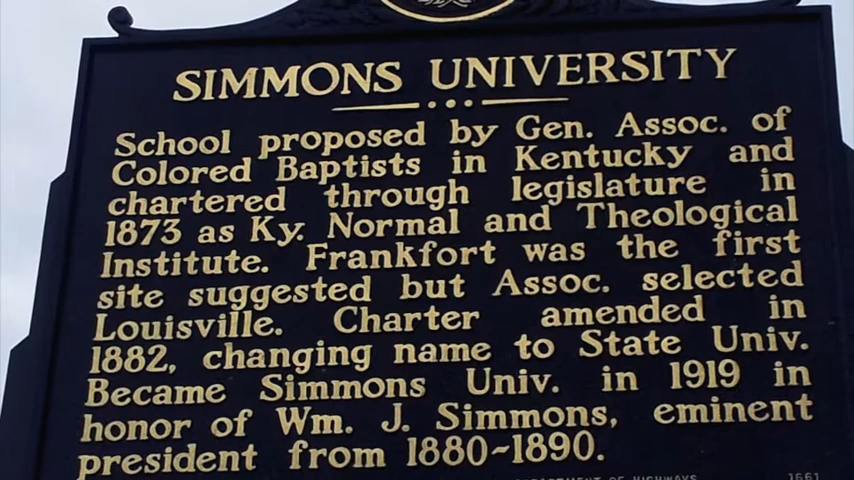 SIMMONS UNIVERSITY
School proposed by Gen. Assoc. of
Colored Baptists in Kentucky and
chartered through legislature in
1873 as Ky. Normal and Theological
Institute. Frankfort was the first
site suggested but Assoc. selected
Louisville. Charter amended in
1882, changing name to State Univ.
Became Simmons Univ. in 1919 in
honor of Wm. J. Simmons, eminent
president from 1880-1890.
DEPARTMENT OF HIGHWAYS 1661